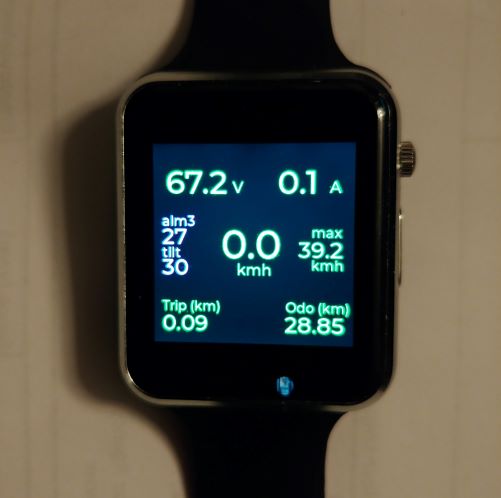 67.2 V 0.1 A
alm3
27
tilt
30
0.0
kmh
max
39.2
kmh
Trip (km)
0.09
Odo (km)
28.85